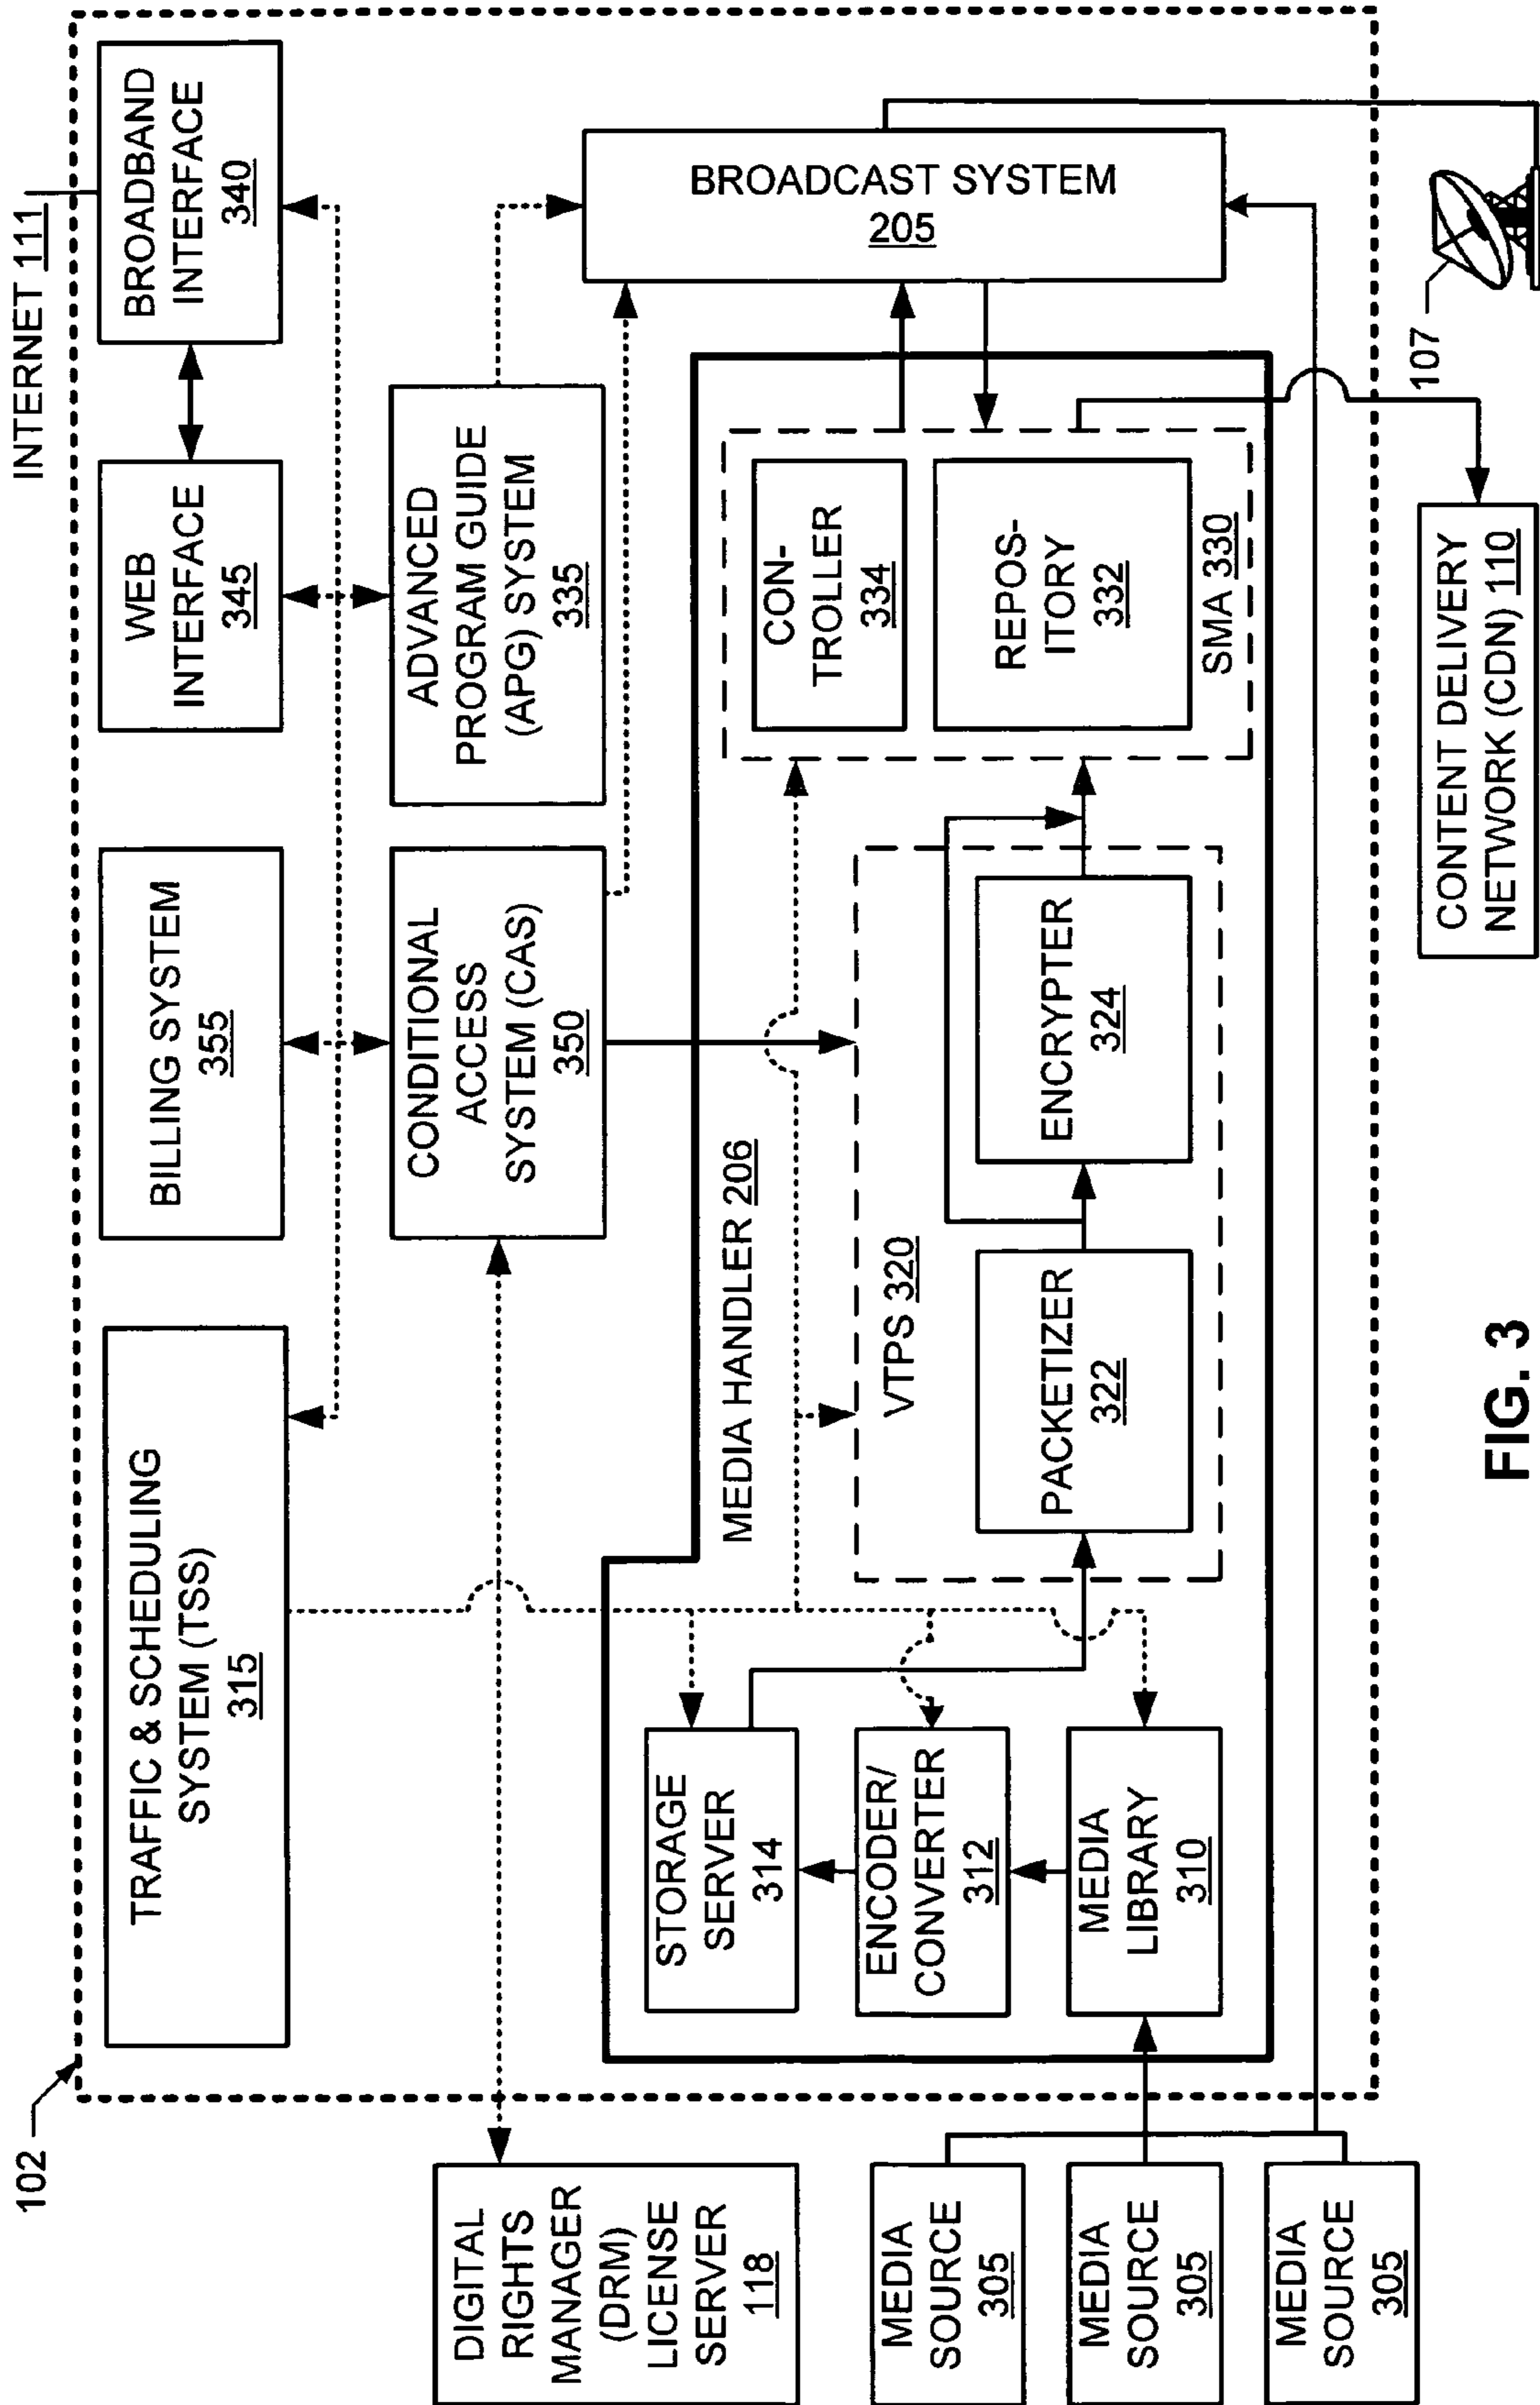 102
INTERNET 111
TRAFFIC & SCHEDULING
SYSTEM (TSS)
315
BILLING SYSTEM
355
WEB
INTERFACE
345
BROADBAND
INTERFACE
340
DIGITAL
RIGHTS
MANAGER
(DRM)
LICENSE
SERVER
118
CONDITIONAL
ACCESS
SYSTEM (CAS)
350
ADVANCED
PROGRAM GUIDE
(APG) SYSTEM
335
BROADCAST SYSTEM
205
MEDIA HANDLER 206
STORAGE
SERVER
314
ENCODER/
CONVERTER
312
MEDIA
LIBRARY
310
VTPS 320
PACKETIZER
322
ENCRYPTER
324
CON-
TROLLER
334
REPOS-
ITORY
332
SMA 330
MEDIA
SOURCE
305
MEDIA
SOURCE
305
MEDIA
SOURCE
305
CONTENT DELIVERY
NETWORK (CDN) 110
107
FIG. 3